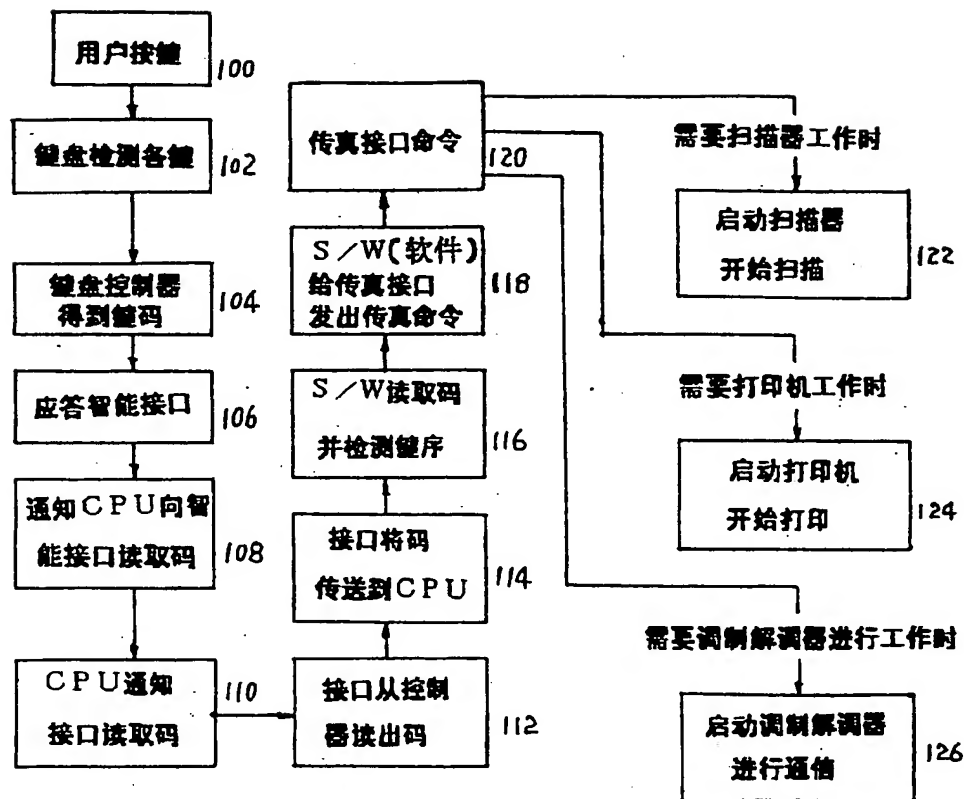 用户按键
100
键盘检测各键
102
键盘控制器
得到键码
104
应答智能接口
106
通知CPU向智
能接口读取码
108
CPU通知
接口读取码
110
接口从控制
器读出码
112
接口将码
传送到CPU
114
S/W读取码
并检测键序
116
S/W(软件)
给传真接口
发出传真命令
118
传真接口命令
120
需要扫描器工作时
启动扫描器
开始扫描
122
需要打印机工作时
启动打印机
开始打印
124
需要调制解调器进行工作时
启动调制解调器
进行通信
126